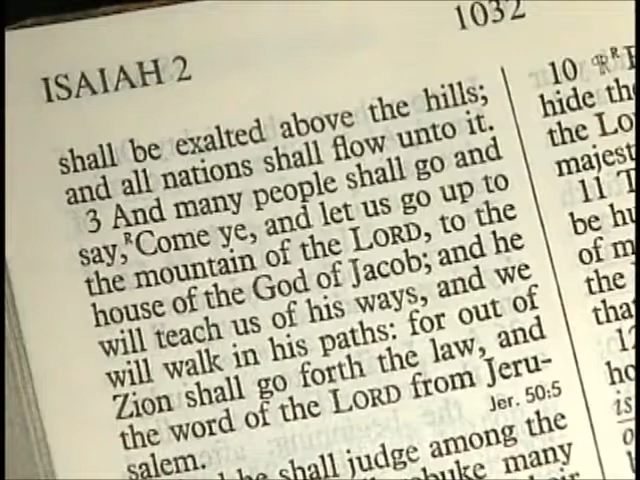 1032
ISAIAH 2
shall be exalted above the hills;
and all nations shall flow unto it.
3 And many people shall go and
say,ᴿCome ye, and let us go up to
the mountain of the LORD, to the
house of the God of Jacob; and he
will teach us of his ways, and we
will walk in his paths: for out of
Zion shall go forth the law, and
the word of the LORD from Jeru-
salem. Jer. 50:5
he shall judge among the
rebuke many
10
hide the
the
11
be
of
the